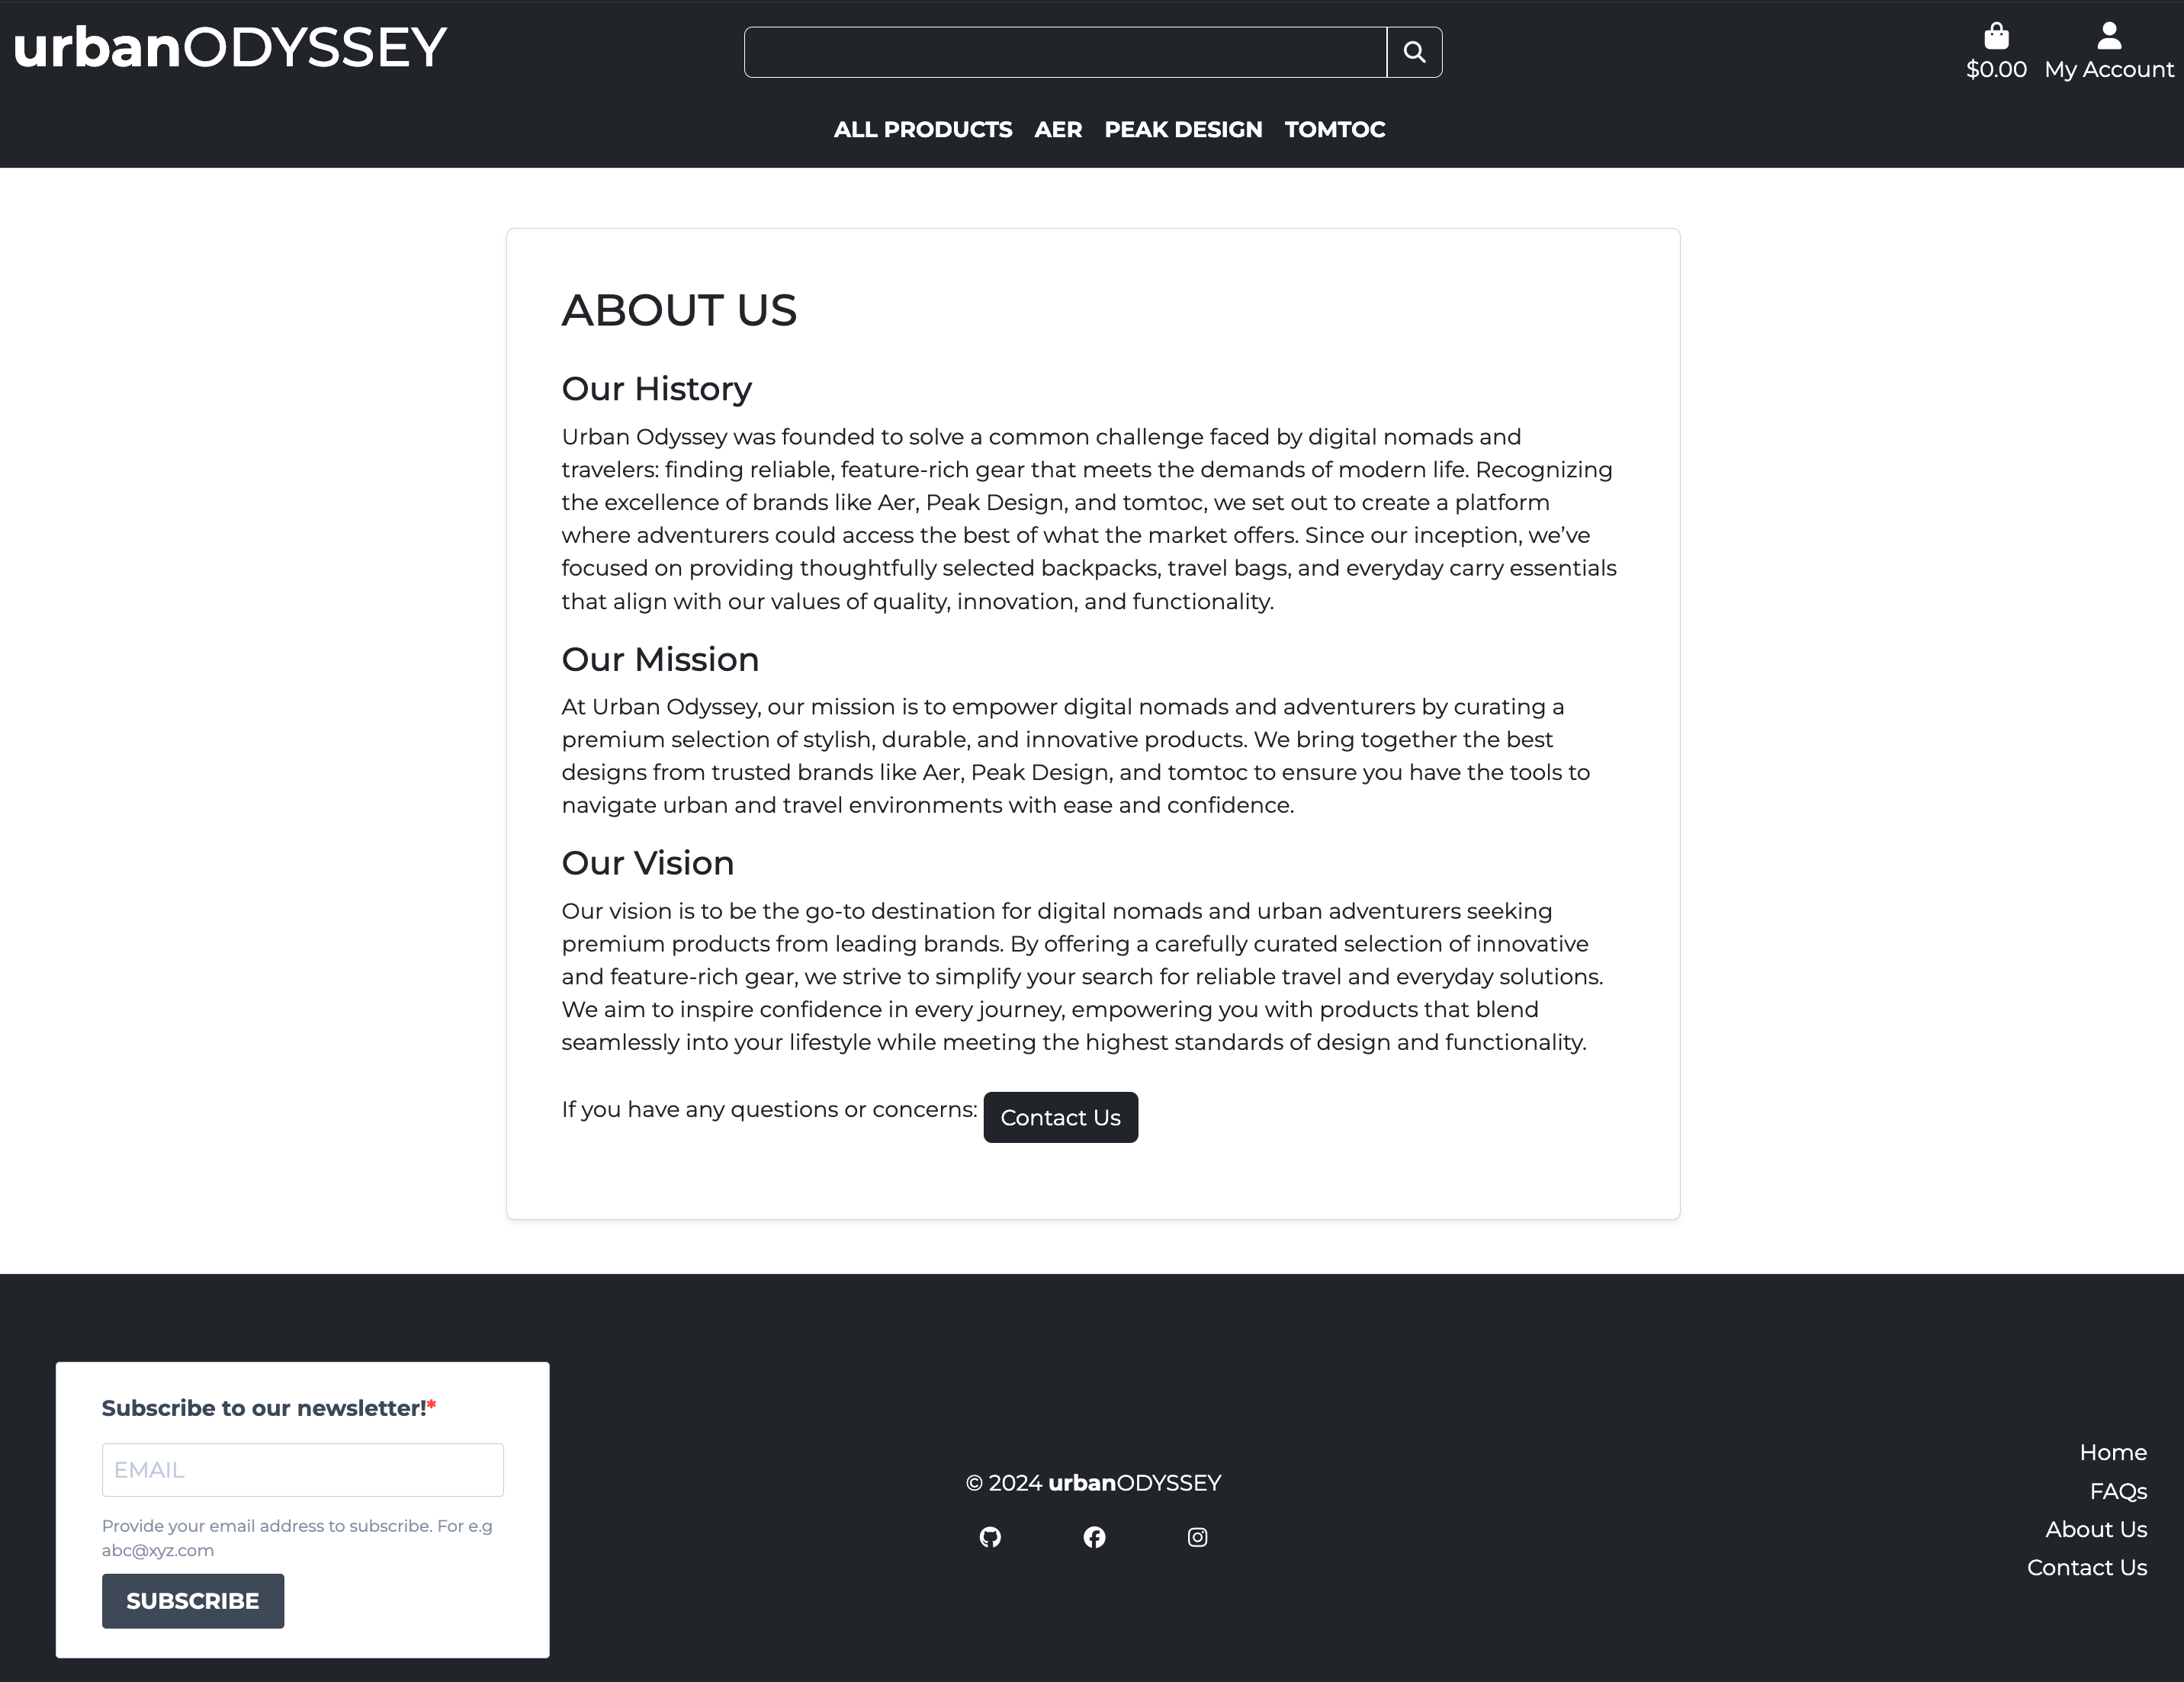 urbanODYSSEY
$0.00 My Account
ALL PRODUCTS AER PEAK DESIGN TOMTOC
ABOUT US
Our History
Urban Odyssey was founded to solve a common challenge faced by digital nomads and
travelers: finding reliable, feature-rich gear that meets the demands of modern life. Recognizing
the excellence of brands like Aer, Peak Design, and tomtoc, we set out to create a platform
where adventurers could access the best of what the market offers. Since our inception, we’ve
focused on providing thoughtfully selected backpacks, travel bags, and everyday carry essentials
that align with our values of quality, innovation, and functionality.
Our Mission
At Urban Odyssey, our mission is to empower digital nomads and adventurers by curating a
premium selection of stylish, durable, and innovative products. We bring together the best
designs from trusted brands like Aer, Peak Design, and tomtoc to ensure you have the tools to
navigate urban and travel environments with ease and confidence.
Our Vision
Our vision is to be the go-to destination for digital nomads and urban adventurers seeking
premium products from leading brands. By offering a carefully curated selection of innovative
and feature-rich gear, we strive to simplify your search for reliable travel and everyday solutions.
We aim to inspire confidence in every journey, empowering you with products that blend
seamlessly into your lifestyle while meeting the highest standards of design and functionality.
If you have any questions or concerns: Contact Us
Subscribe to our newsletter!*
EMAIL
Provide your email address to subscribe. For e.g
abc@xyz.com
SUBSCRIBE
© 2024 urbanODYSSEY
Home
FAQs
About Us
Contact Us